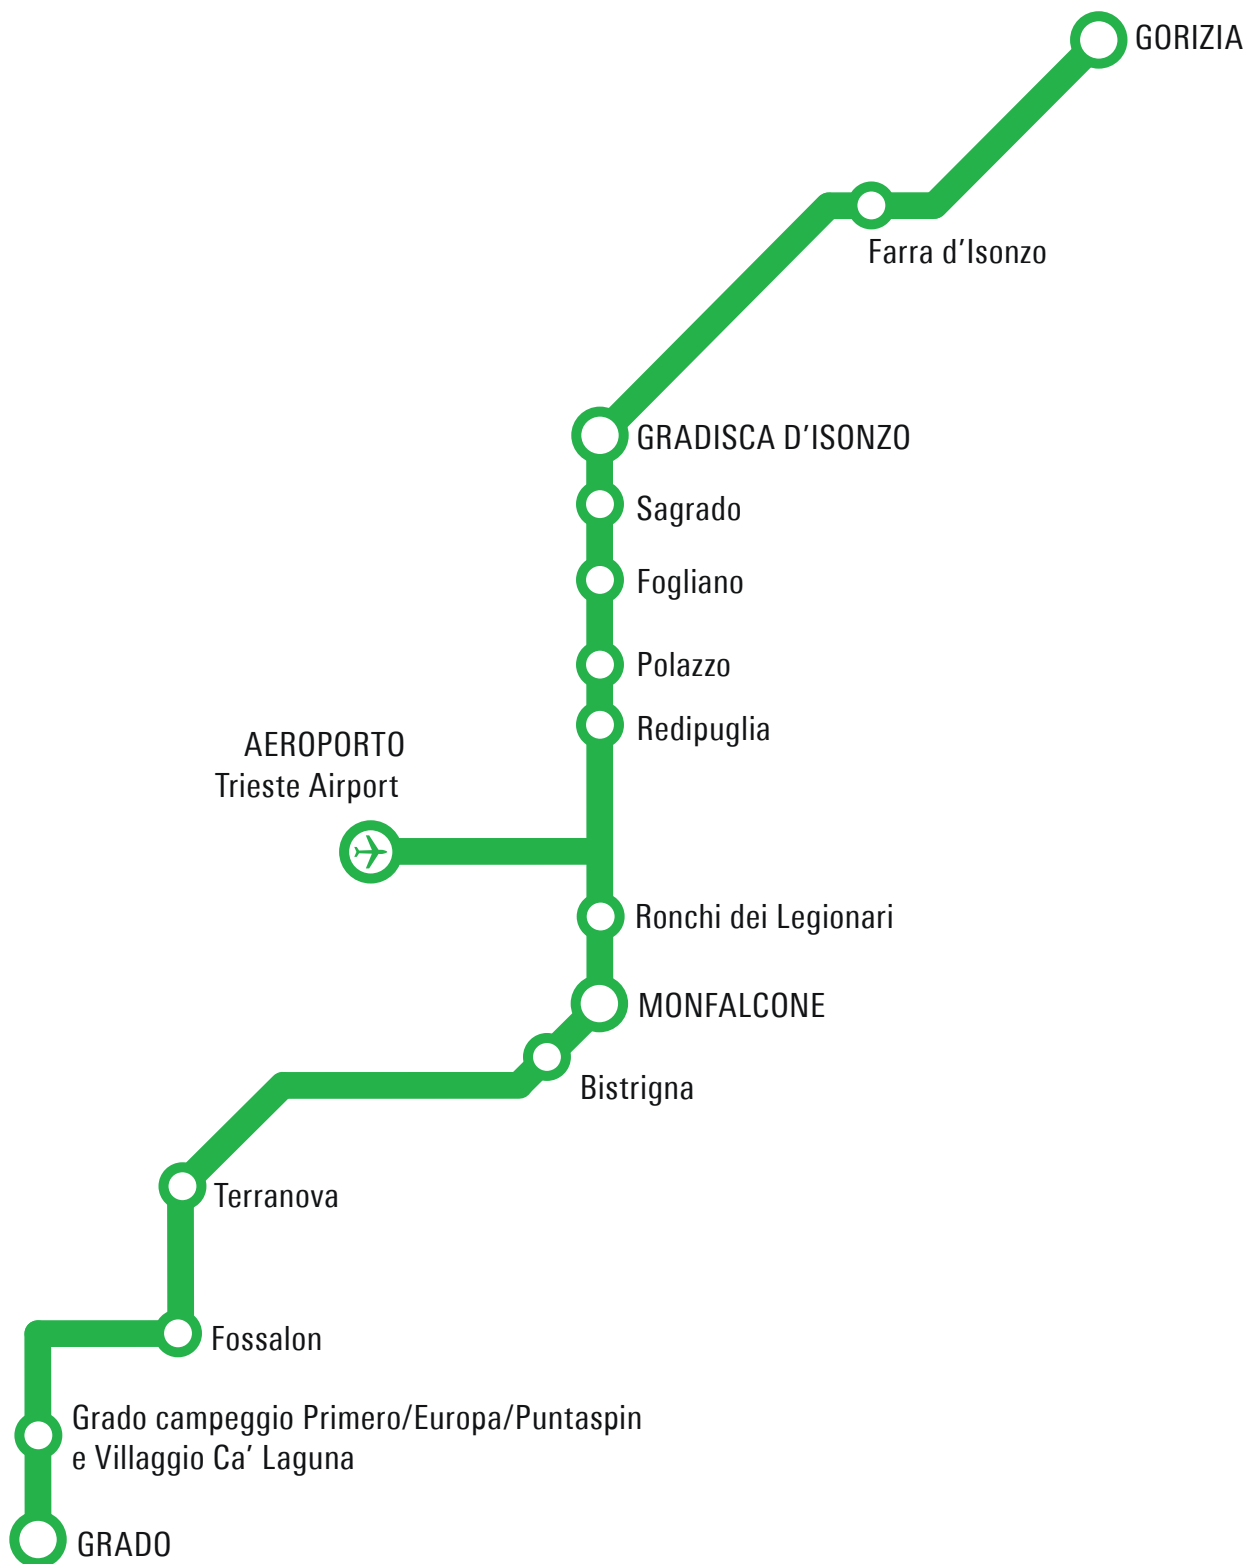 GORIZIA
Farra d’Isonzo
GRADISCA D’ISONZO
Sagrado
Fogliano
Polazzo
Redipuglia
AEROPORTO
Trieste Airport
Ronchi dei Legionari
MONFALCONE
Bistrigna
Terranova
Fossalon
Grado campeggio Primero/Europa/Puntaspin
e Villaggio Ca’ Laguna
GRADO